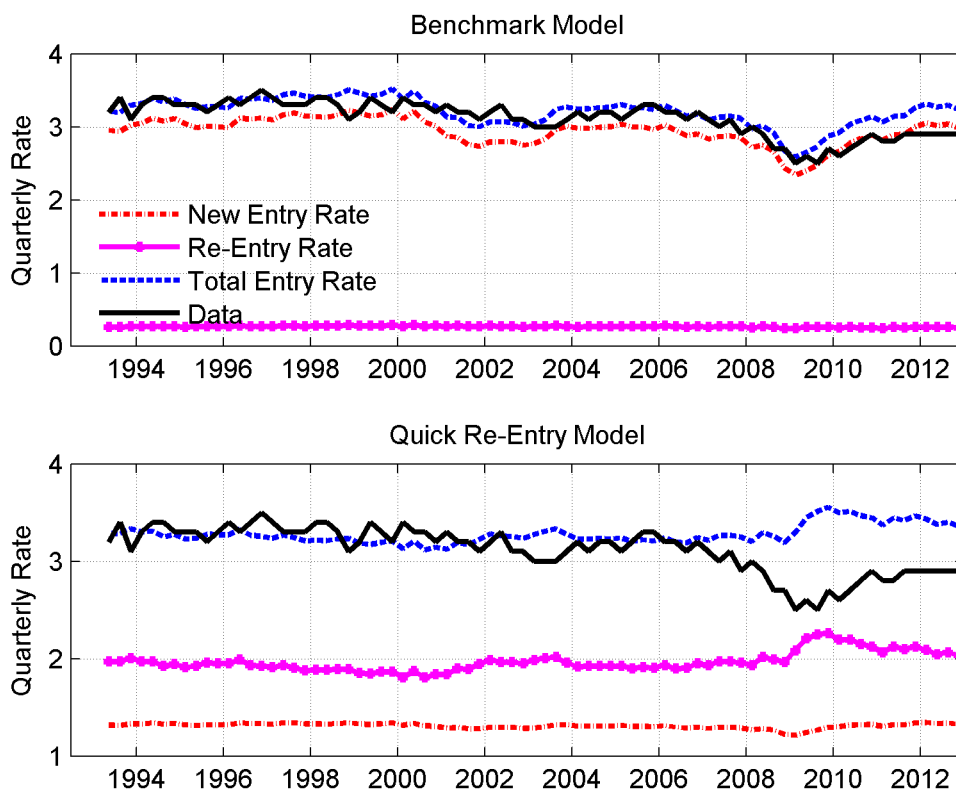 Benchmark Model
4
3
2
1
0
Quarterly Rate
New Entry Rate
Re-Entry Rate
Total Entry Rate
Data
1994 1996 1998 2000 2002 2004 2006 2008 2010 2012
Quick Re-Entry Model
4
3
2
1
Quarterly Rate
1994 1996 1998 2000 2002 2004 2006 2008 2010 2012